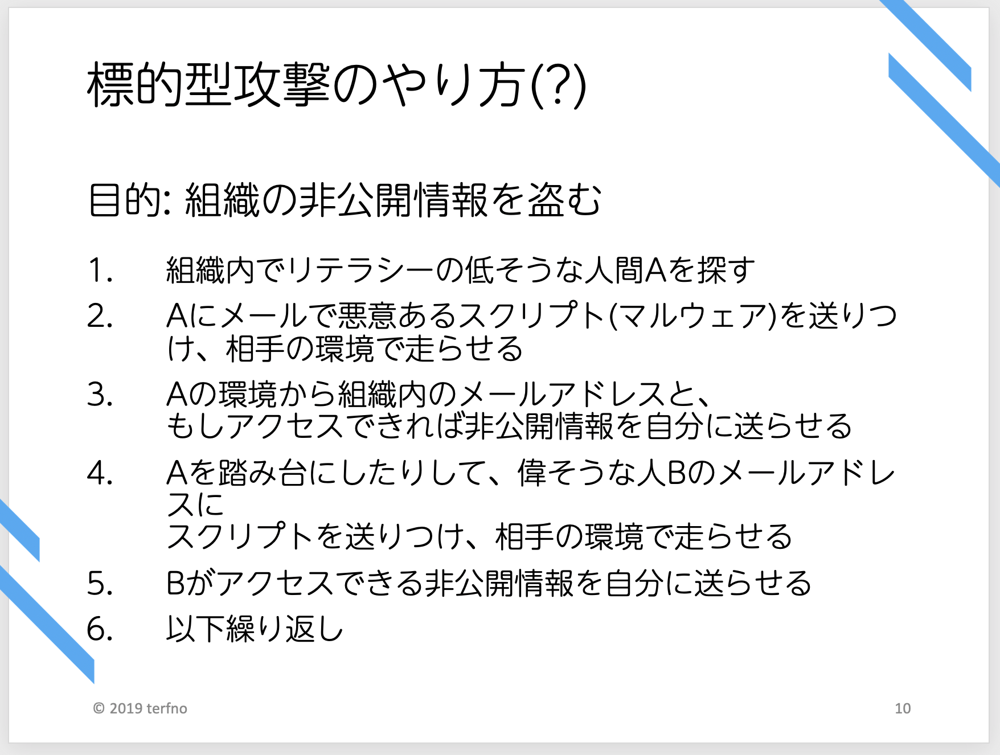 標的型攻撃のやり方(?)
目的: 組織の非公開情報を盗む
1. 組織内でリテラシーの低そうな人間Aを探す
2. Aにメールで悪意あるスクリプト(マルウェア)を送りつ
け、相手の環境で走らせる
3. Aの環境から組織内のメールアドレスと、
もしアクセスできれば非公開情報を自分に送らせる
4. Aを踏み台にしたりして、偉そうな人Bのメールアドレ
スに
スクリプトを送りつけ、相手の環境で走らせる
5. Bがアクセスできる非公開情報を自分に送らせる
6. 以下繰り返し
© 2019 terfno
10